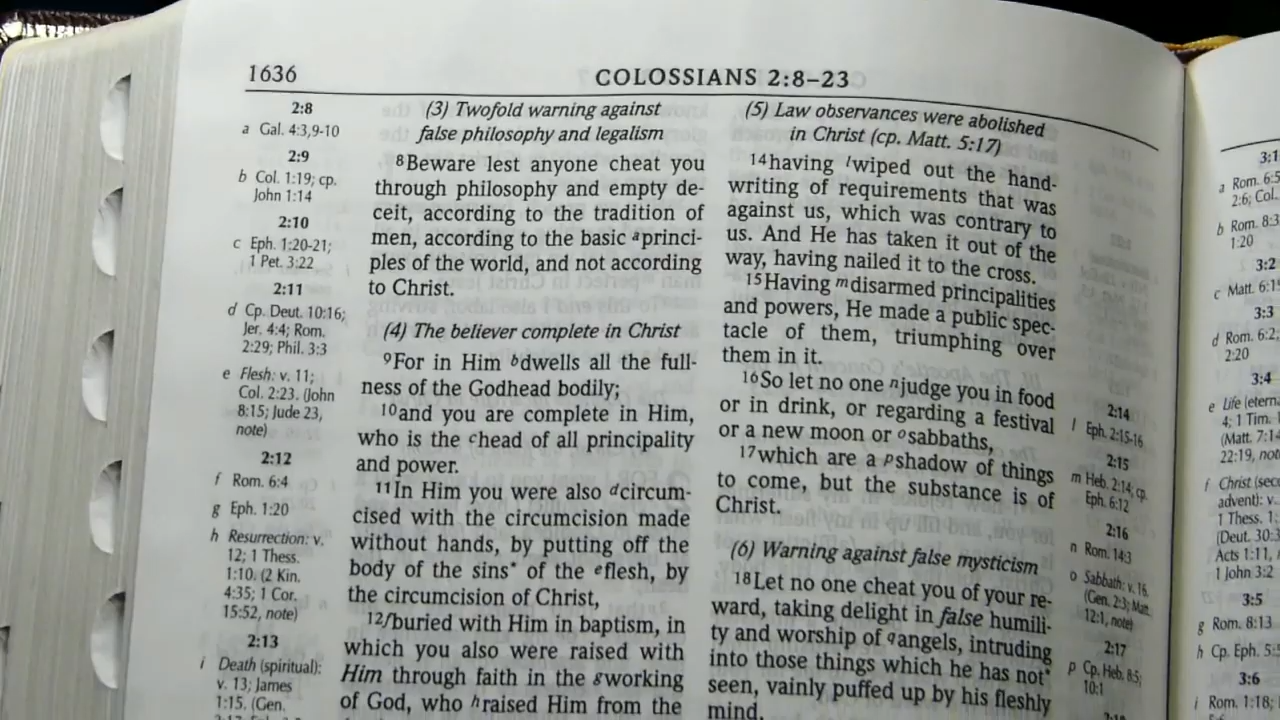 1636
COLOSSIANS 2:8–23
2:8
a Gal. 4:3,9-10
2:9
b Col. 1:19; cp.
John 1:14
2:10
c Eph. 1:20-21;
1 Pet. 3:22
2:11
d Cp. Deut. 10:16;
Jer. 4:4; Rom.
2:29; Phil. 3:3
e Flesh: v. 11;
Col. 2:23. (John
8:15; Jude 23,
note)
2:12
f Rom. 6:4
g Eph. 1:20
h Resurrection: v.
12; 1 Thess.
1:10. (2 Kin.
4:35; 1 Cor.
15:52, note)
2:13
i Death (spiritual):
v. 13; James
1:15. (Gen.
(3) Twofold warning against
false philosophy and legalism
8Beware lest anyone cheat you
through philosophy and empty de-
ceit, according to the tradition of
men, according to the basic aprinci-
ples of the world, and not according
to Christ.
(4) The believer complete in Christ
9For in Him bdwells all the full-
ness of the Godhead bodily;
10and you are complete in Him,
who is the chead of all principality
and power.
11In Him you were also dcircum-
cised with the circumcision made
without hands, by putting off the
body of the sins* of the eflesh, by
the circumcision of Christ,
12fburied with Him in baptism, in
which you also were raised with
Him through faith in the gworking
of God, who hraised Him from the
(5) Law observances were abolished
in Christ (cp. Matt. 5:17)
14having lwiped out the hand-
writing of requirements that was
against us, which was contrary to
us. And He has taken it out of the
way, having nailed it to the cross.
15Having mdisarmed principalities
and powers, He made a public spec-
tacle of them, triumphing over
them in it.
16So let no one njudge you in food
or in drink, or regarding a festival
or a new moon or osabbaths,
17which are a pshadow of things
to come, but the substance is of
Christ.
(6) Warning against false mysticism
18Let no one cheat you of your re-
ward, taking delight in false humili-
ty and worship of qangels, intruding
into those things which he has not*
seen, vainly puffed up by his fleshly
mind,
2:14
l Eph. 2:15-16
2:15
m Heb. 2:14; cp.
Eph. 6:12
2:16
n Rom. 14:3
o Sabbath: v. 16.
(Gen. 2:3; Matt.
12:1, note)
2:17
p Cp. Heb. 8:5;
10:1
3:1
a Rom. 6:5
2:6; Col.
b Rom. 8:3
1:20
3:2
c Matt. 6:19
3:3
d Rom. 6:2,
2:20
3:4
e Life (eterna
4; 1 Tim.
(Matt. 7:14
22:19, not
f Christ (seco
advent): v.
1 Thess. 1:
(Deut. 30:3
Acts 1:11,
1 John 3:2
3:5
g Rom. 8:13
h Cp. Eph. 5:
3:6
i Rom. 1:18;